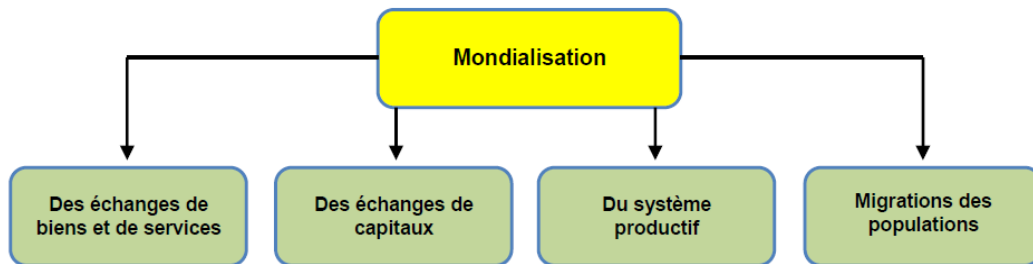 Mondialisation
Des échanges de
biens et de services
Des échanges de
capitaux
Du système
productif
Migrations des
populations